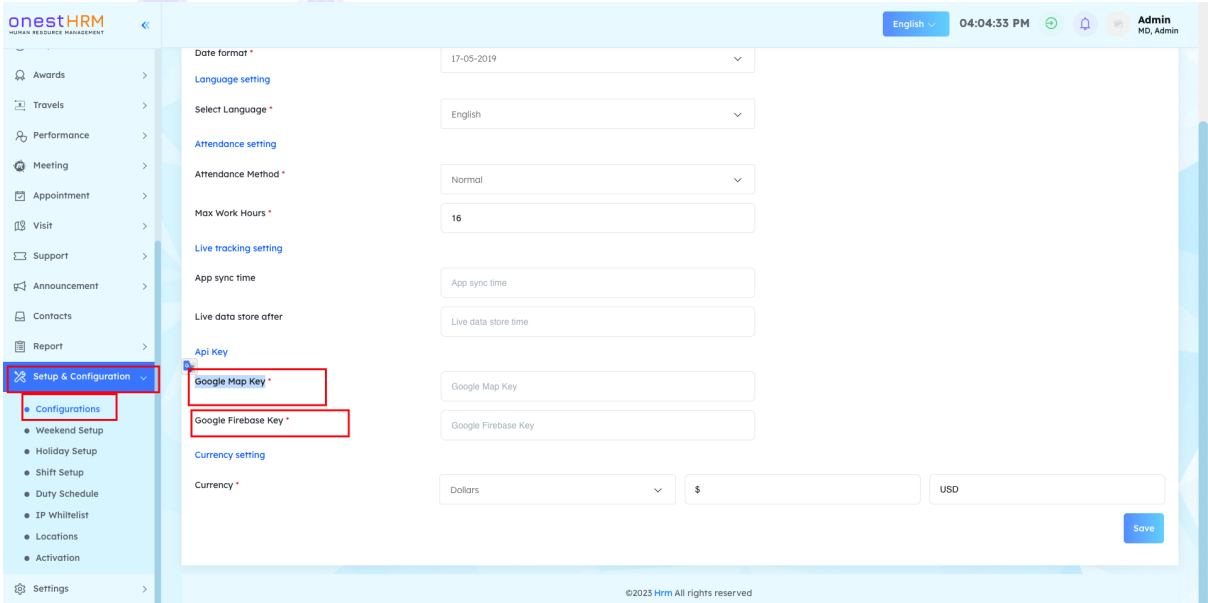 onestHRM
HUMAN RESOURCE MANAGEMENT
English
04:04:33 PM
Admin
MD, Admin
Awards
Travels
Performance
Meeting
Appointment
Visit
Support
Announcement
Contacts
Report
Setup & Configuration
Configurations
Weekend Setup
Holiday Setup
Shift Setup
Duty Schedule
IP Whiltelist
Locations
Activation
Settings
Date format *
17-05-2019
Language setting
Select Language *
English
Attendance setting
Attendance Method *
Normal
Max Work Hours *
16
Live tracking setting
App sync time
App sync time
Live data store after
Live data store time
Api Key
Google Map Key *
Google Map Key
Google Firebase Key *
Google Firebase Key
Currency setting
Currency *
Dollars
$
USD
Save
©2023 Hrm All rights reserved